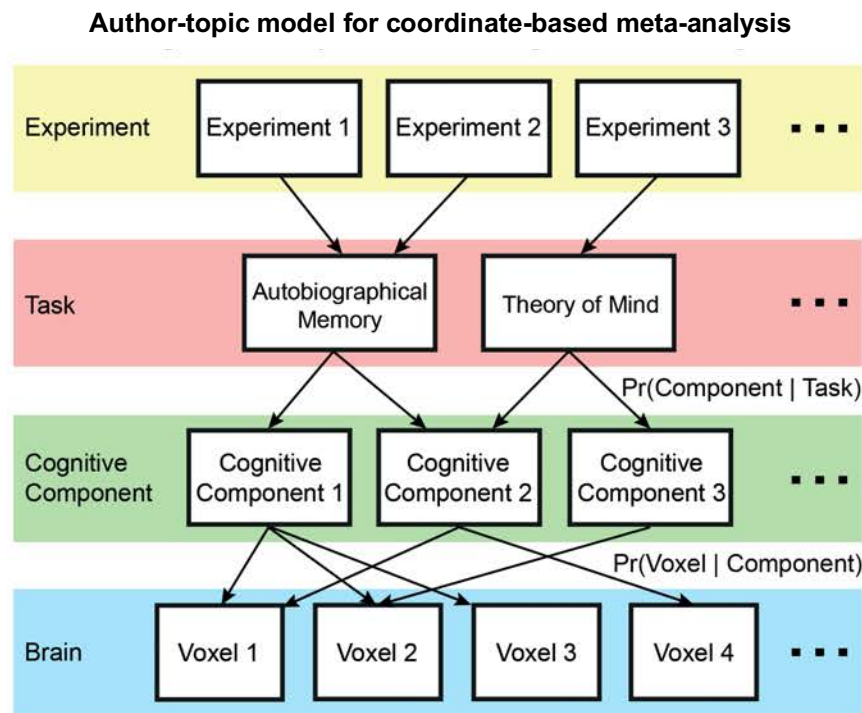 Author-topic model for coordinate-based meta-analysis
Experiment
Experiment 1
Experiment 2
Experiment 3
Task
Autobiographical
Memory
Theory of Mind
Pr(Component | Task)
Cognitive
Component
Cognitive
Component 1
Cognitive
Component 2
Cognitive
Component 3
Pr(Voxel | Component)
Brain
Voxel 1
Voxel 2
Voxel 3
Voxel 4